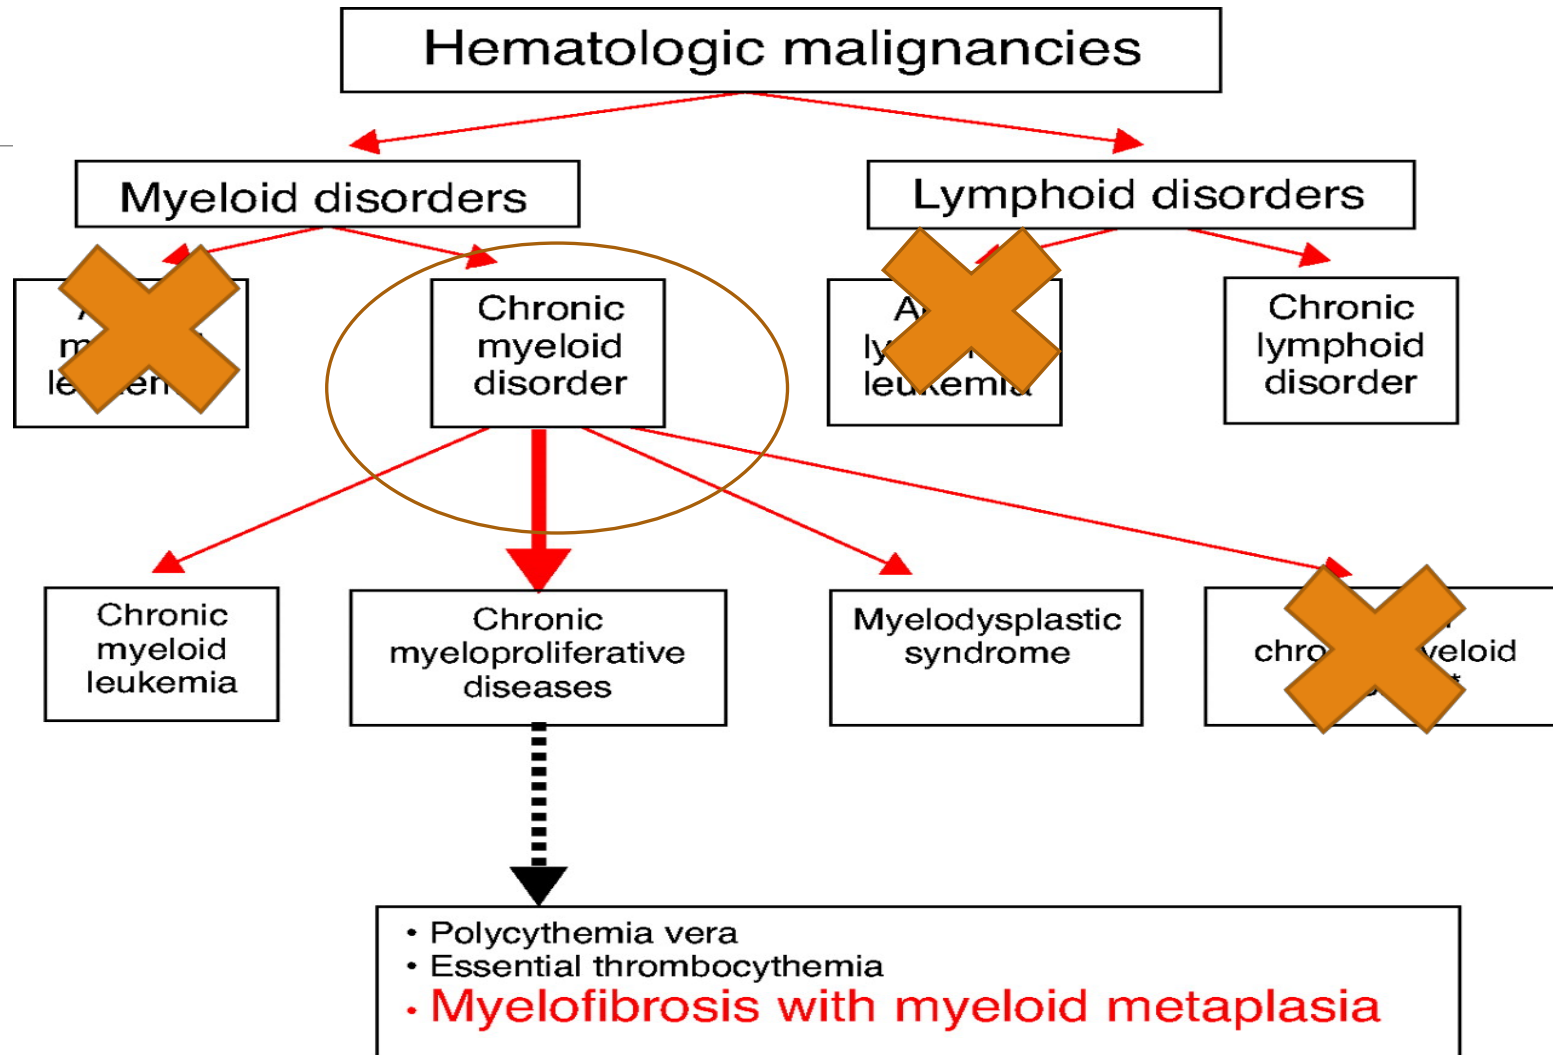 Hematologic malignancies
Myeloid disorders
Lymphoid disorders
leukemia
Chronic
myeloid
disorder
Chronic
lymphoid
disorder
Chronic
myeloid
leukemia
Chronic
myeloproliferative
diseases
Myelodysplastic
syndrome
• Polycythemia vera
• Essential thrombocythemia
• Myelofibrosis with myeloid metaplasia